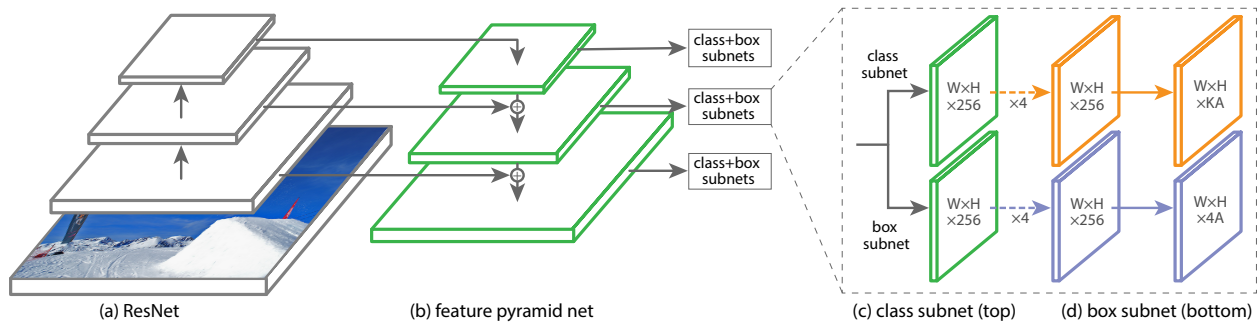 class+box
subnets
class+box
subnets
class+box
subnets
class
subnet
W×H
×256
×4
W×H
×256
W×H
×KA
box
subnet
W×H
×256
×4
W×H
×256
W×H
×4A
(a) ResNet
(b) feature pyramid net
(c) class subnet (top)
(d) box subnet (bottom)